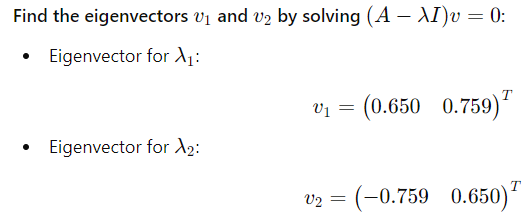 Find the eigenvectors v₁ and v₂ by solving (A − λI)v = 0:
• Eigenvector for λ₁:
v₁ = (0.650 0.759)ᵀ
• Eigenvector for λ₂:
v₂ = (−0.759 0.650)ᵀ